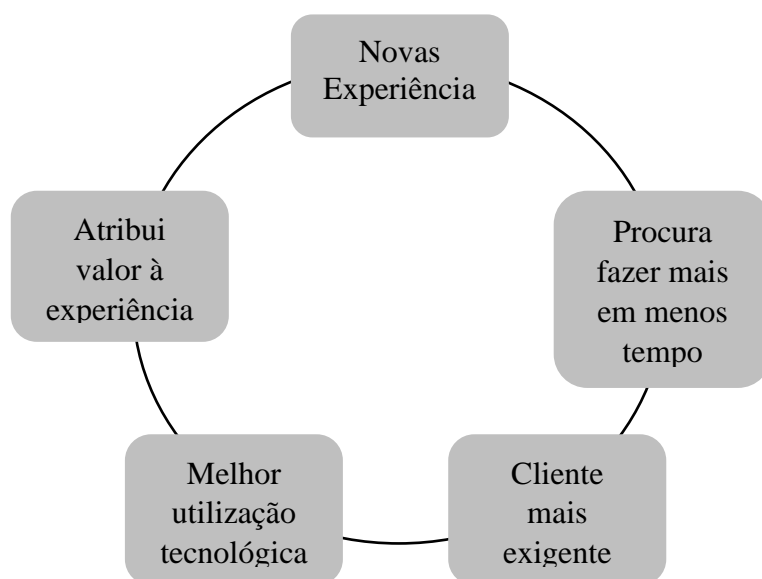 Novas
Experiência
Procura
fazer mais
em menos
tempo
Cliente
mais
exigente
Melhor
utilização
tecnológica
Atribui
valor à
experiência